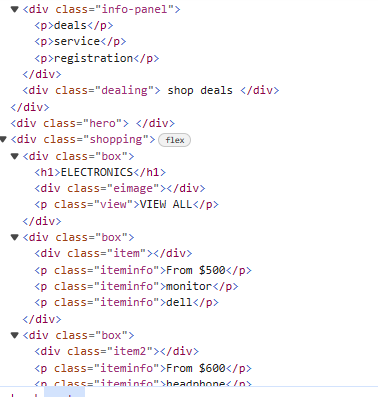 <div class="info-panel">
<p>deals</p>
<p>service</p>
<p>registration</p>
</div>
<div class="dealing"> shop deals </div>
</div>
<div class="hero"> </div>
<div class="shopping"> flex
<div class="box">
<h1>ELECTRONICS</h1>
<div class="eimage"></div>
<p class="view">VIEW ALL</p>
</div>
<div class="box">
<div class="item"></div>
<p class="iteminfo">From $500</p>
<p class="iteminfo">monitor</p>
<p class="iteminfo">dell</p>
</div>
<div class="box">
<div class="item2"></div>
<p class="iteminfo">From $600</p>
<p class="iteminfo">headphone</p>